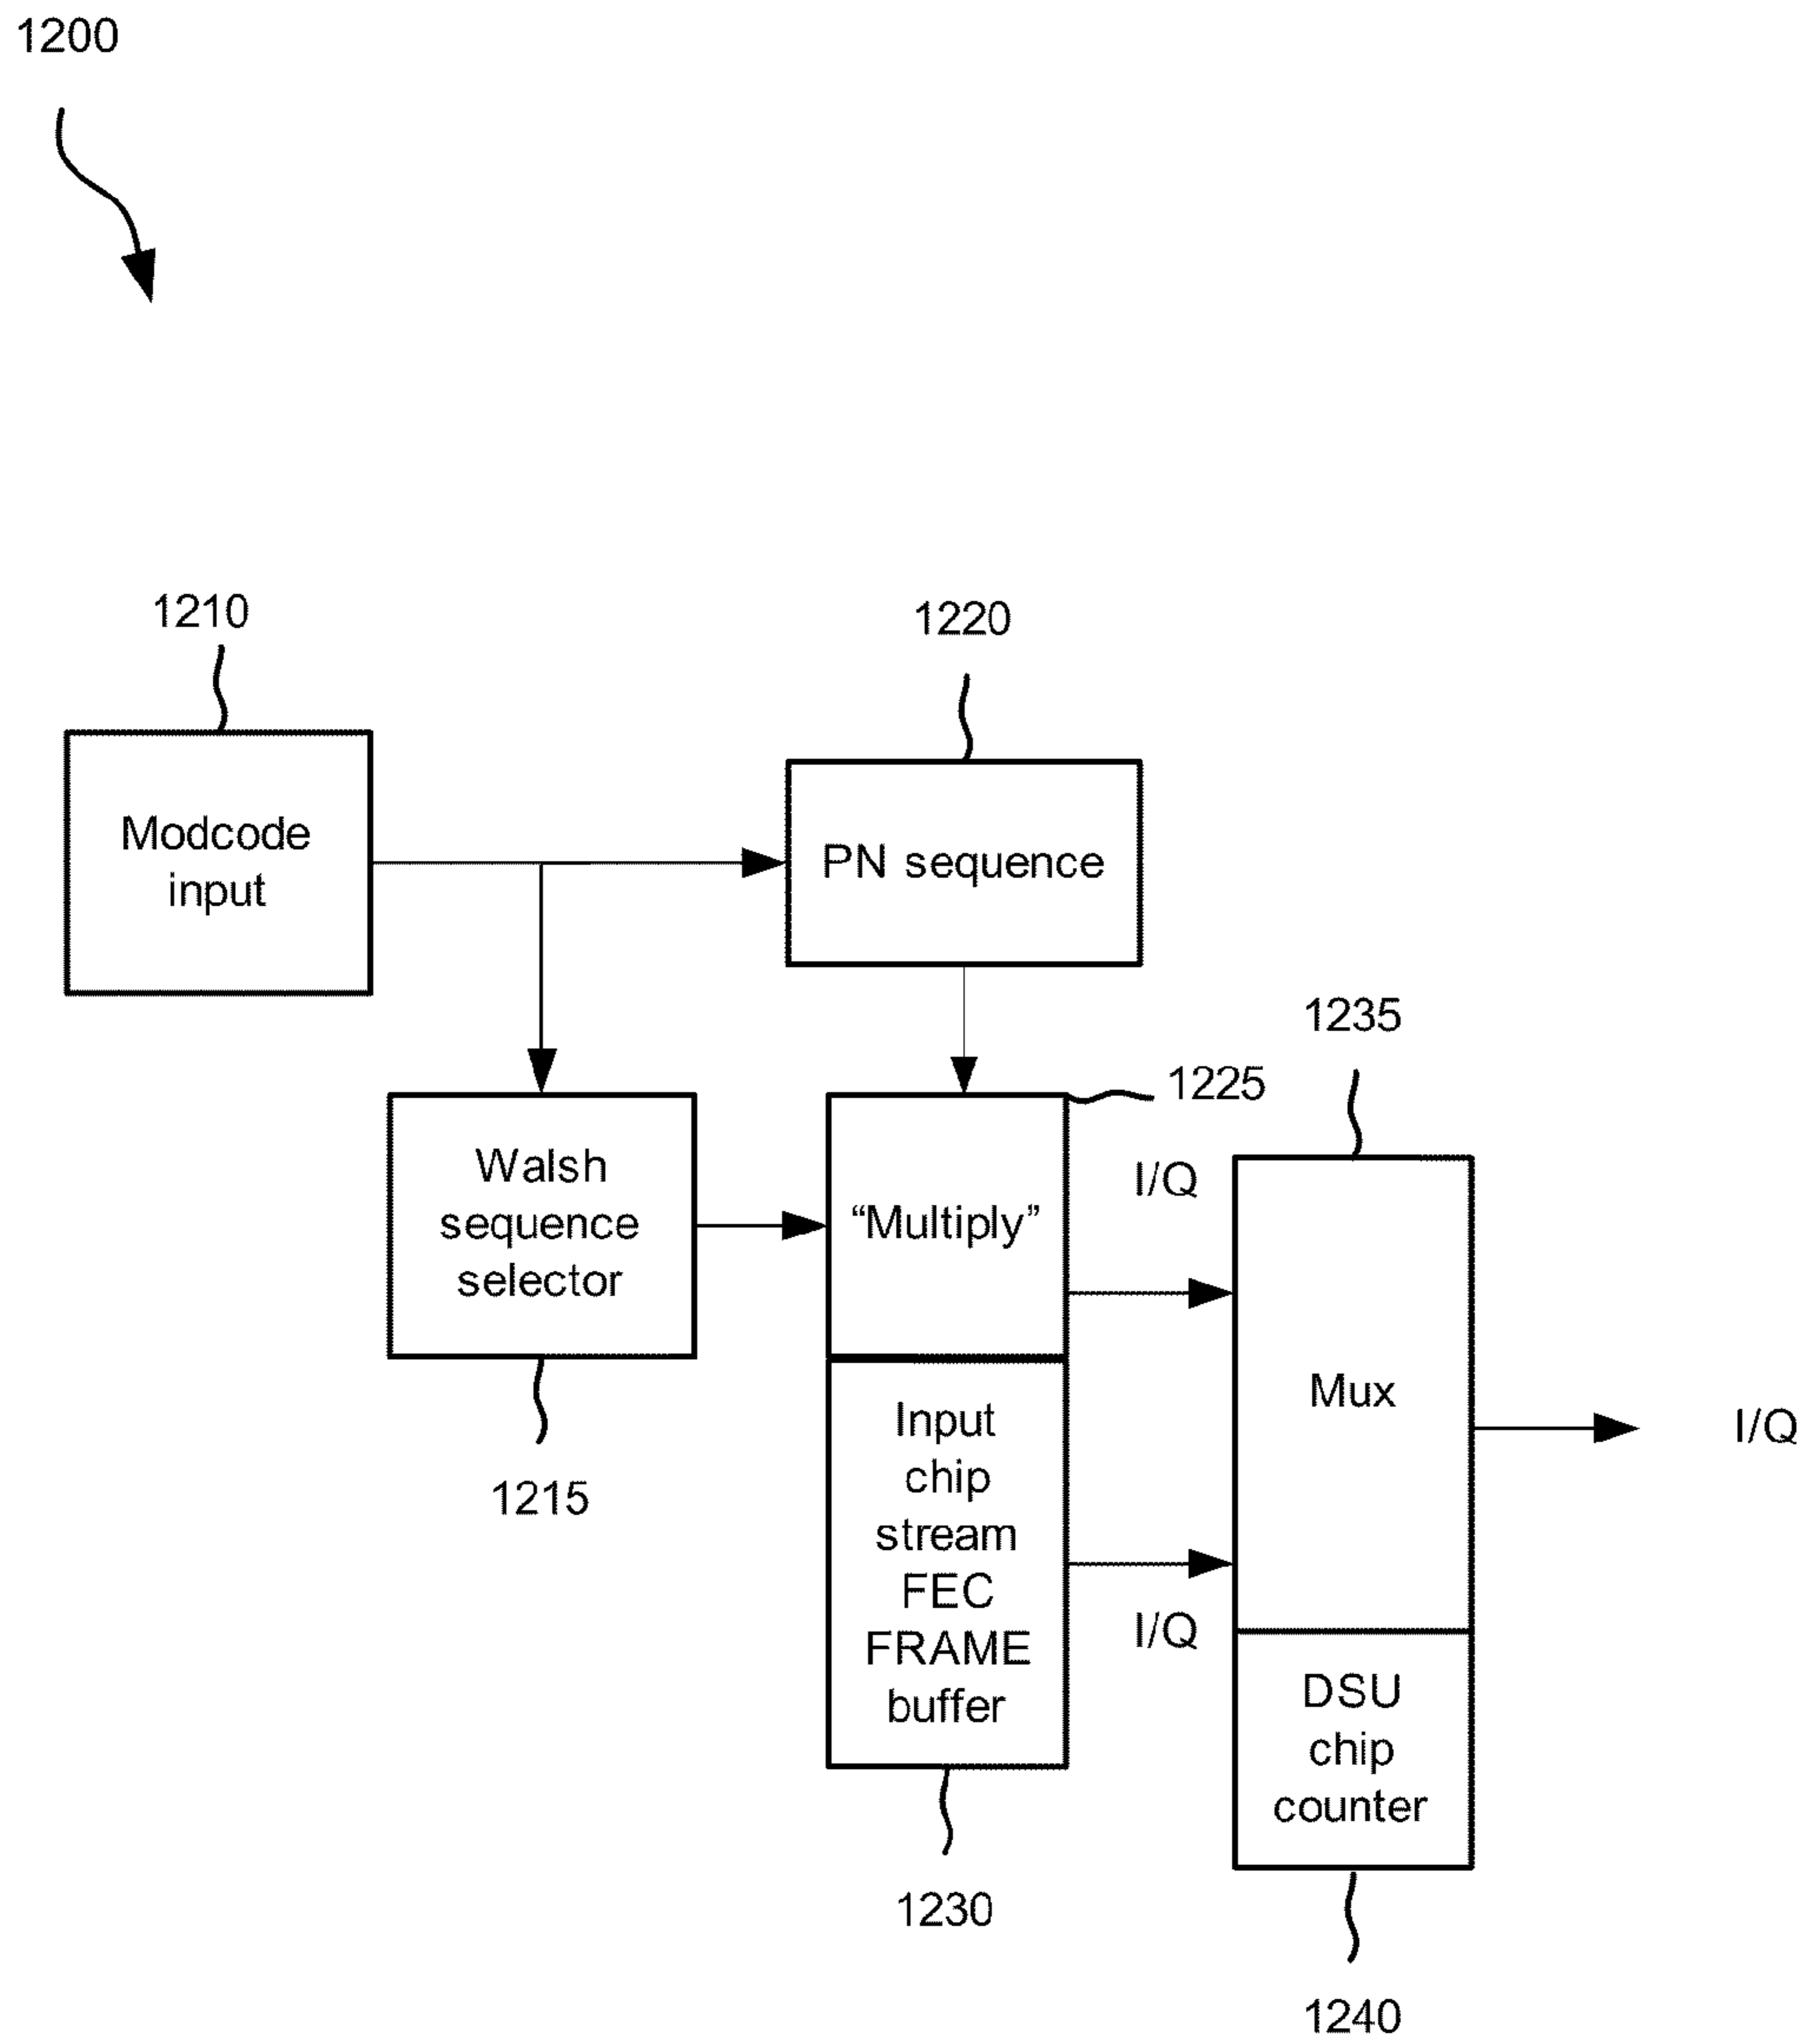 1200
1210
1220
Modcode
input
PN sequence
1235
1225
Walsh
sequence
selector
“Multiply”
I/Q
Mux
I/Q
Input
chip
stream
FEC
FRAME
buffer
I/Q
1215
DSU
chip
counter
1230
1240